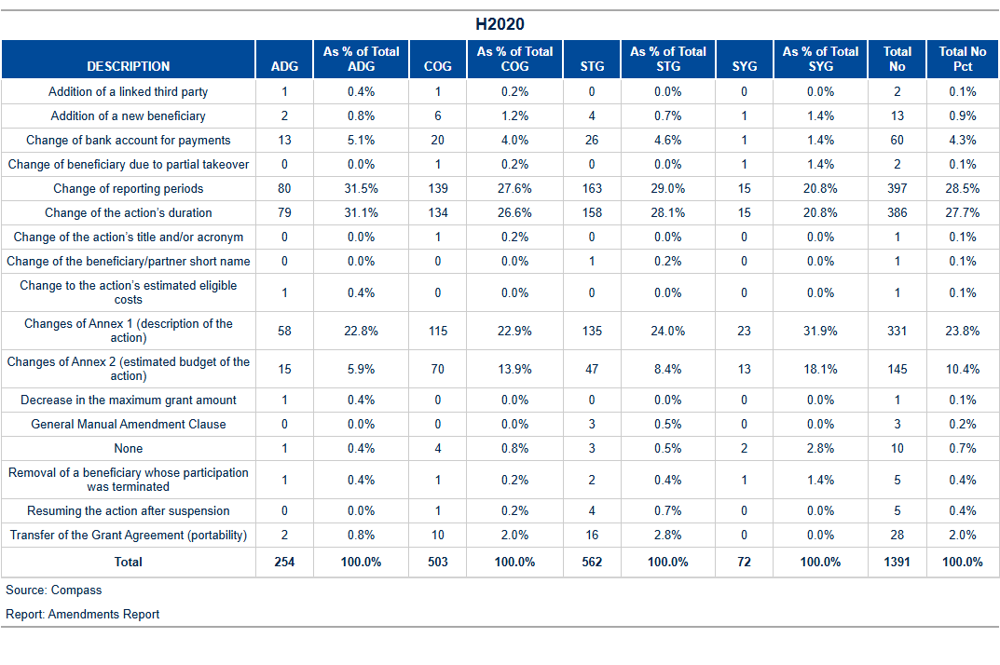 H2020
DESCRIPTION ADG As % of Total ADG COG As % of Total COG STG As % of Total STG SYG As % of Total SYG Total No Total No Pct
Addition of a linked third party 1 0.4% 1 0.2% 0 0.0% 0 0.0% 2 0.1%
Addition of a new beneficiary 2 0.8% 6 1.2% 4 0.7% 1 1.4% 13 0.9%
Change of bank account for payments 13 5.1% 20 4.0% 26 4.6% 1 1.4% 60 4.3%
Change of beneficiary due to partial takeover 0 0.0% 1 0.2% 0 0.0% 1 1.4% 2 0.1%
Change of reporting periods 80 31.5% 139 27.6% 163 29.0% 15 20.8% 397 28.5%
Change of the action’s duration 79 31.1% 134 26.6% 158 28.1% 15 20.8% 386 27.7%
Change of the action’s title and/or acronym 0 0.0% 1 0.2% 0 0.0% 0 0.0% 1 0.1%
Change of the beneficiary/partner short name 0 0.0% 0 0.0% 1 0.2% 0 0.0% 1 0.1%
Change to the action’s estimated eligible costs 1 0.4% 0 0.0% 0 0.0% 0 0.0% 1 0.1%
Changes of Annex 1 (description of the action) 58 22.8% 115 22.9% 135 24.0% 23 31.9% 331 23.8%
Changes of Annex 2 (estimated budget of the action) 15 5.9% 70 13.9% 47 8.4% 13 18.1% 145 10.4%
Decrease in the maximum grant amount 1 0.4% 0 0.0% 0 0.0% 0 0.0% 1 0.1%
General Manual Amendment Clause 0 0.0% 0 0.0% 3 0.5% 0 0.0% 3 0.2%
None 1 0.4% 4 0.8% 3 0.5% 2 2.8% 10 0.7%
Removal of a beneficiary whose participation was terminated 1 0.4% 1 0.2% 2 0.4% 1 1.4% 5 0.4%
Resuming the action after suspension 0 0.0% 1 0.2% 4 0.7% 0 0.0% 5 0.4%
Transfer of the Grant Agreement (portability) 2 0.8% 10 2.0% 16 2.8% 0 0.0% 28 2.0%
Total 254 100.0% 503 100.0% 562 100.0% 72 100.0% 1391 100.0%
Source: Compass
Report: Amendments Report